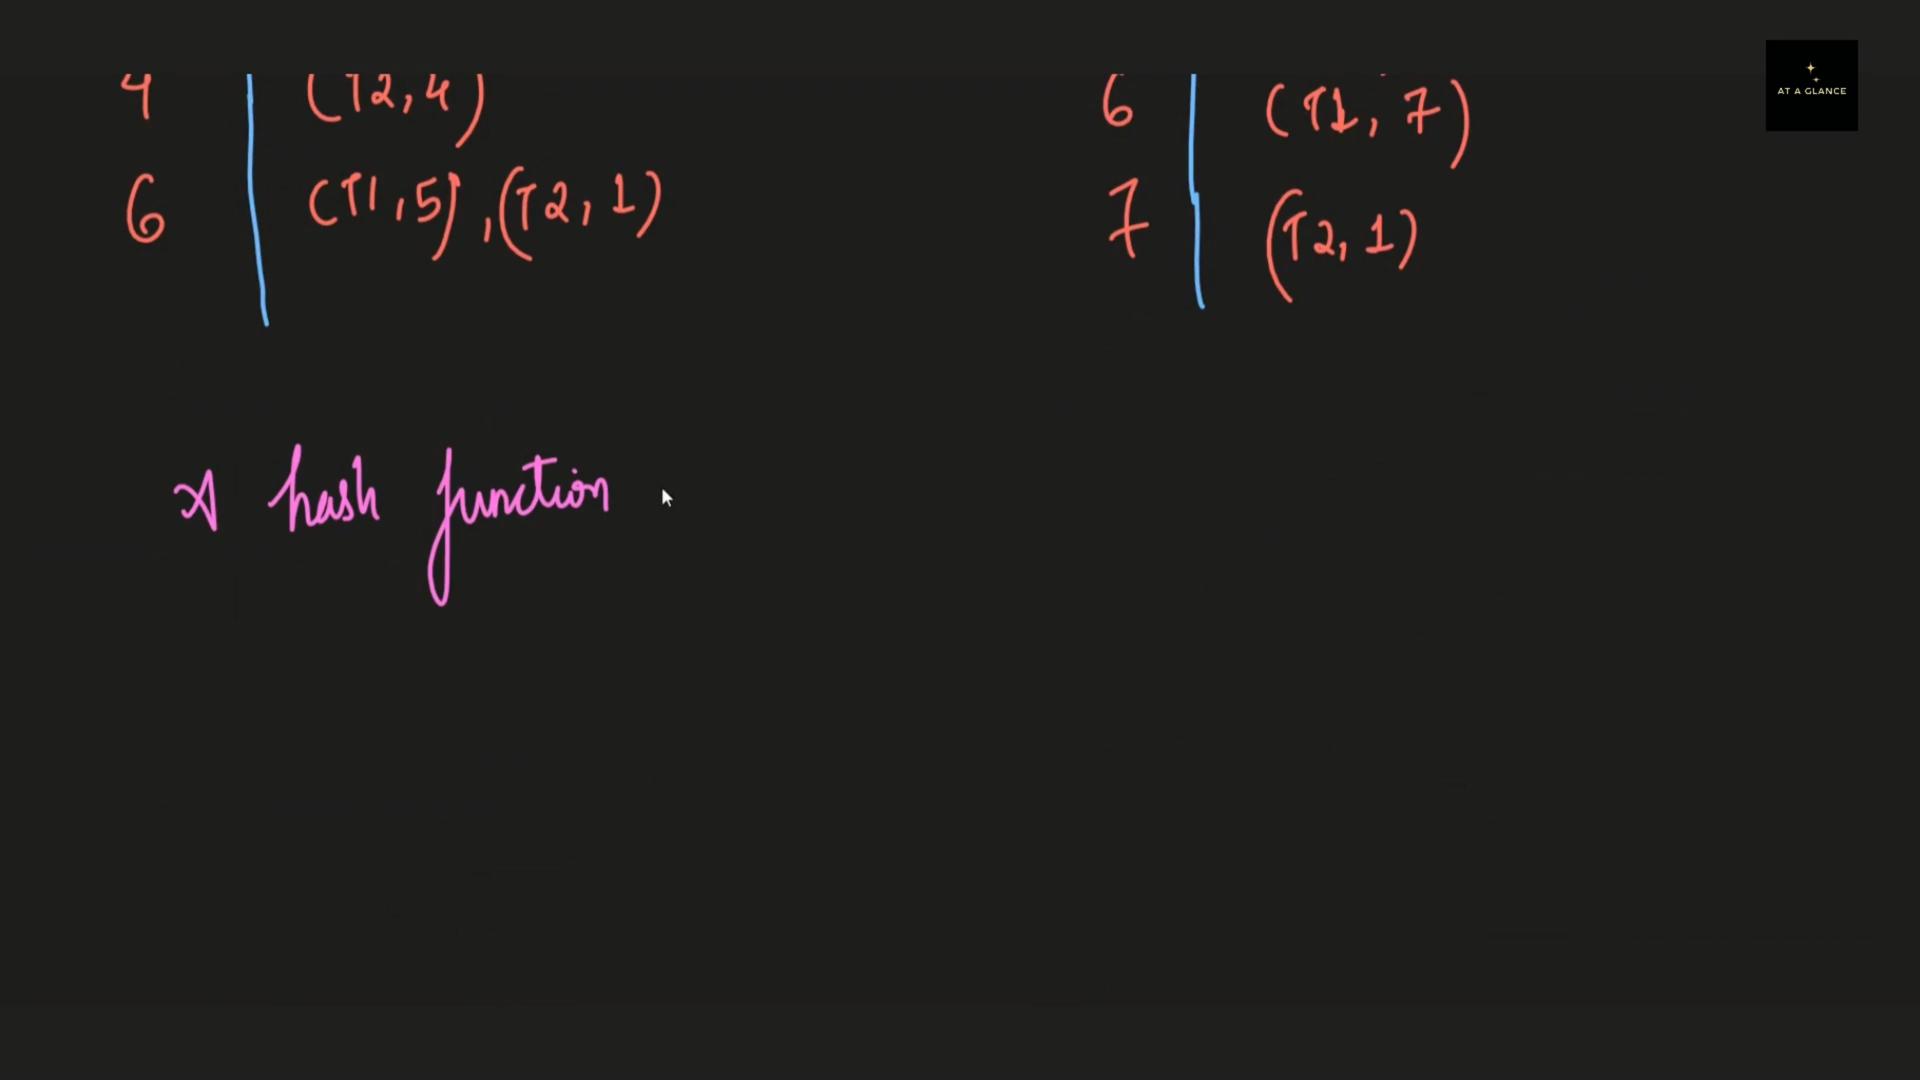 4 (T2,4)
6 (T1,5),(T2,1)
6 (T1,7)
7 (T2,1)
* hash function
AT A GLANCE